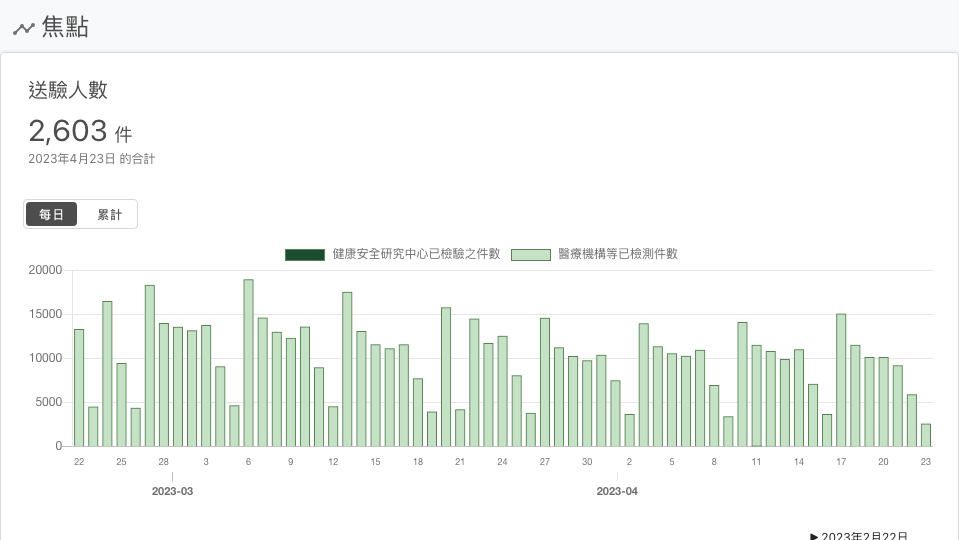 焦點
送驗人數
2,603 件
2023年4月23日 的合計
每日 累計
健康安全研究中心已檢驗之件數 醫療機構等已檢測件數
20000
15000
10000
5000
0
22 25 28 3 6 9 12 15 18 21 24 27 30 2 5 8 11 14 17 20 23
2023-03 2023-04
▶ 2023年2月22日